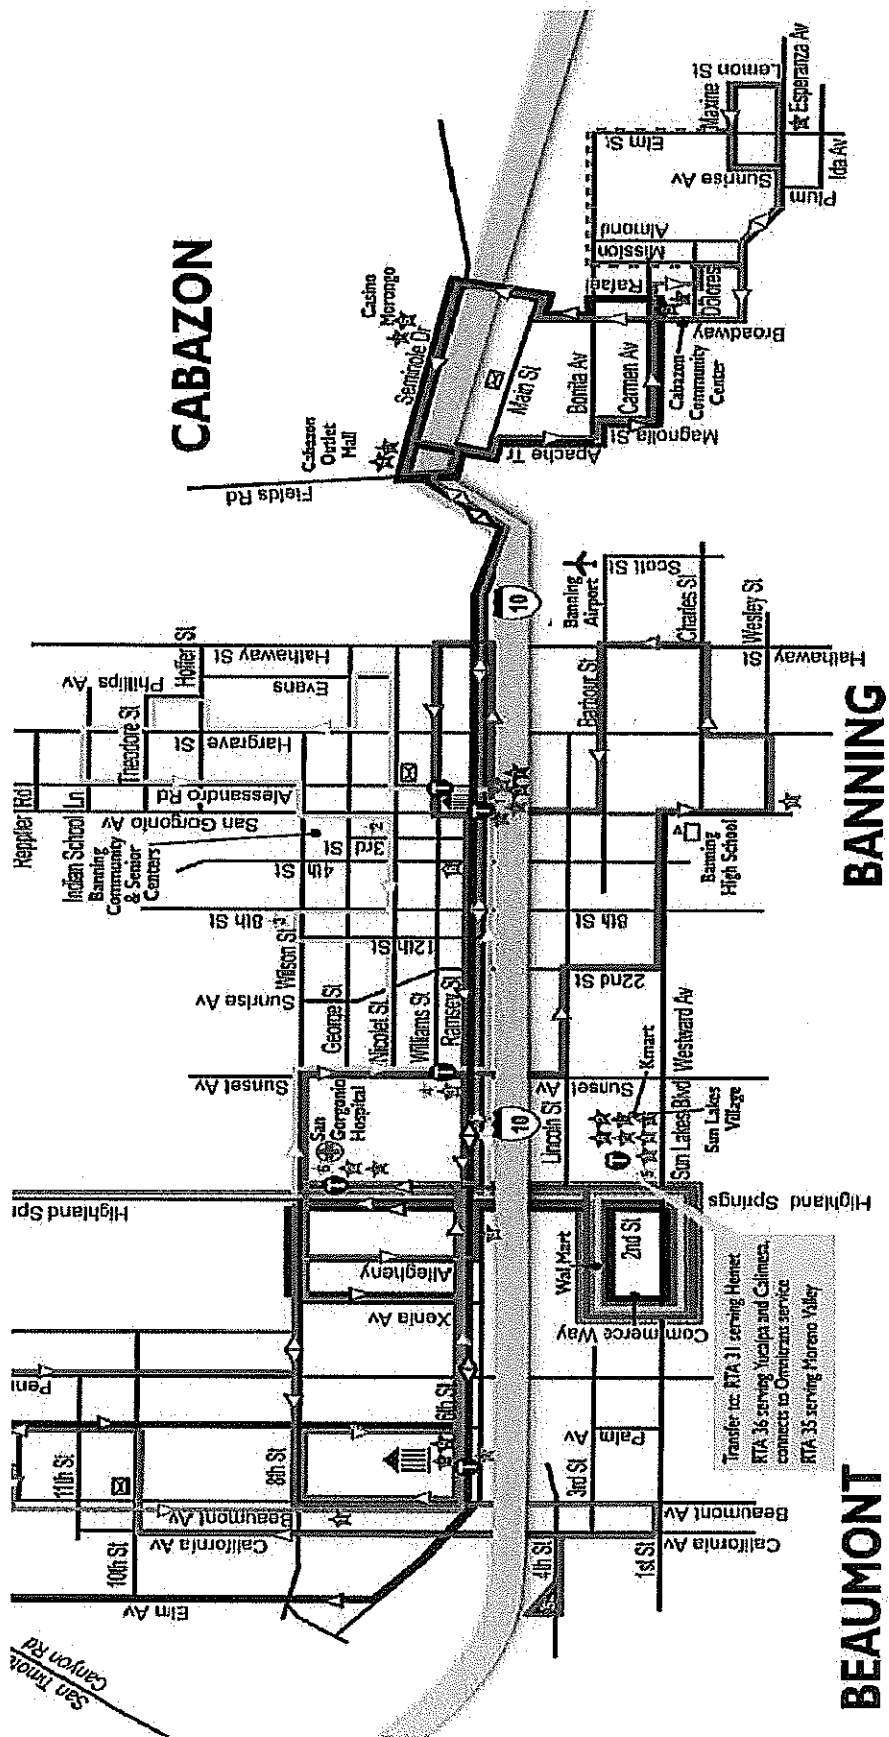 CABAZON
BANNING
BEAUMONT
Casino
Morongo
Seminole Dr
Cabazon
Outlet
Mall
Fields Rd
Main St
Apache Tr
Bonita Av
Carmen Av
Magnolia St
Cabazon
Community
Center
Broadway
Dolores
Rafael
Mission
Almond
Elm St
Sunrise Av
Maxine
Lemon St
Esperanza Av
Ida Av
Plum
10
Banning
Airport
Scott St
Charles St
Wesley St
Hathaway
St
Barbour St
Hoffer St
Hathaway St
Phillips Av
Evans
Theodore St
Hargrave
St
Repplier Rd
Indian School Ln
Alessandro Rd
San Gorgonio Av
Banning
Community
& Senior
Centers
3rd
St
4th
St
8th St
Wilson St
12th St
Sunrise Av
George St
Nicolet St
Williams St
Ramsey St
Sunset Av
San
Gorgonio
Hospital
Banning
High School
8th St
22nd St
Lincoln St
Sunset
Av
Westward Av
Sun Lakes Blvd
Kmart
Sun Lakes
Village
10
Highland Spri
Highland Springs
Allegheny
Xenia Av
Wal Mart
2nd St
Commerce Way
Penn
11th St
8th St
6th St
Beaumont Av
California Av
10th St
Elm Av
San Timote
Canyon Rd
Palm
Av
3rd St
4th St
1st St
Beaumont Av
California Av
Transfer to: RTA 31 serving Hemet
RTA 36 serving Yucaipa and Calimesa,
connects to Omnitrans service
RTA 35 serving Moreno Valley